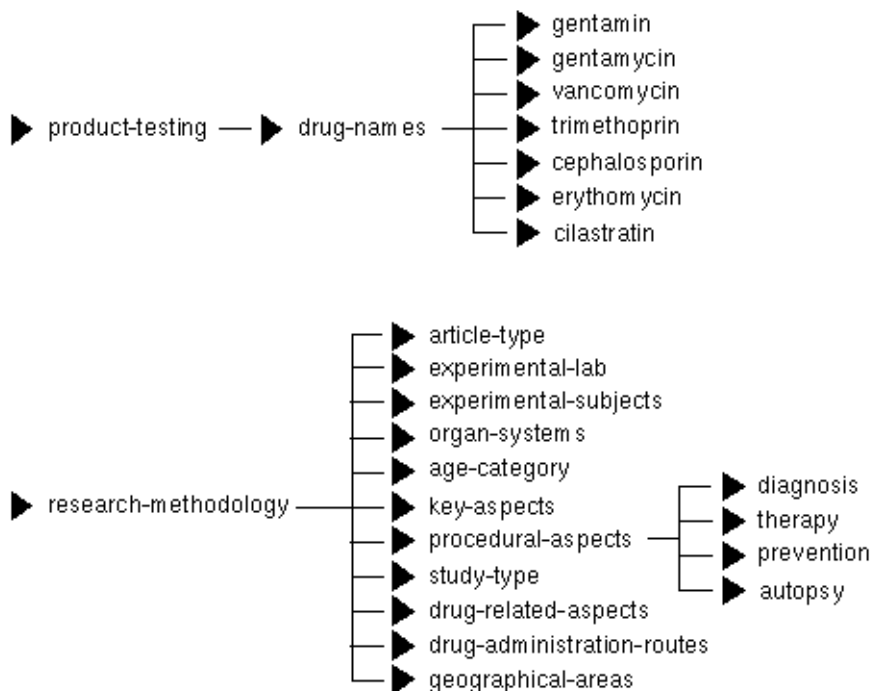 gentamin
gentamycin
vancomycin
product-testing drug-names trimethoprin
cephalosporin
erythomycin
cilastratin
article-type
experimental-lab
experimental-subjects
organ-systems
age-category
diagnosis
research-methodology key-aspects
therapy
procedural-aspects
prevention
study-type
autopsy
drug-related-aspects
drug-administration-routes
geographical-areas